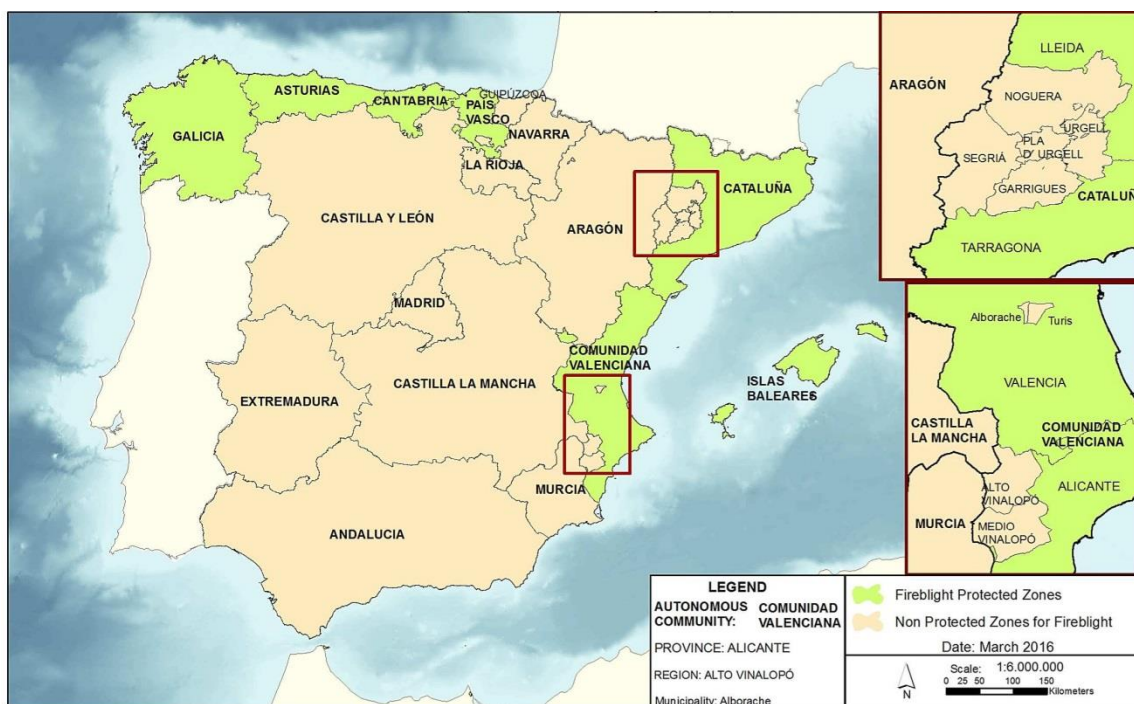 GALICIA
ASTURIAS
CANTABRIA
PAÍS
VASCO
GUIPÚZCOA
NAVARRA
LA RIOJA
CASTILLA Y LEÓN
ARAGÓN
CATALUÑA
MADRID
EXTREMADURA
CASTILLA LA MANCHA
COMUNIDAD
VALENCIANA
ISLAS
BALEARES
MURCIA
ANDALUCIA
LLEIDA
ARAGÓN
NOGUERA
URGELL
SEGRIÁ
PLA
D' URGELL
GARRIGUES
CATALUÑ
TARRAGONA
Alborache
Turis
VALENCIA
CASTILLA
LA MANCHA
COMUNIDAD
VALENCIANA
ALTO
VINALOPÓ
ALICANTE
MURCIA
MEDIO
VINALOPÓ
LEGEND
AUTONOMOUS
COMMUNITY:
COMUNIDAD
VALENCIANA
PROVINCE: ALICANTE
REGION: ALTO VINALOPÓ
Municipality: Alborache
Fireblight Protected Zones
Non Protected Zones for Fireblight
Date: March 2016
Scale: 1:6.000.000
0 25 50 100 150
Kilometers
N